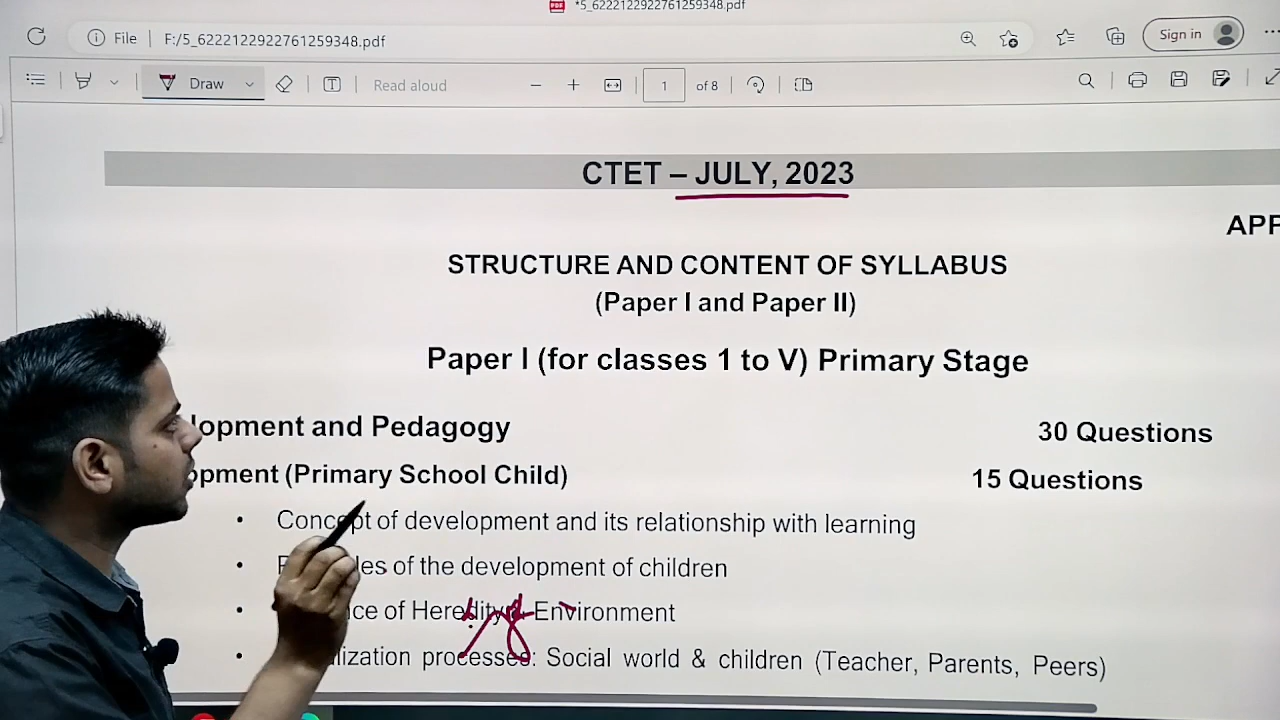 *5_6222122922761259348.pdf
File F:/5_6222122922761259348.pdf Sign in
Draw Read aloud 1 of 8
CTET – JULY, 2023
APP
STRUCTURE AND CONTENT OF SYLLABUS
(Paper I and Paper II)
Paper I (for classes 1 to V) Primary Stage
lopment and Pedagogy 30 Questions
opment (Primary School Child) 15 Questions
• Concept of development and its relationship with learning
• of the development of children
• of Heredity & Environment
• processes: Social world & children (Teacher, Parents, Peers)